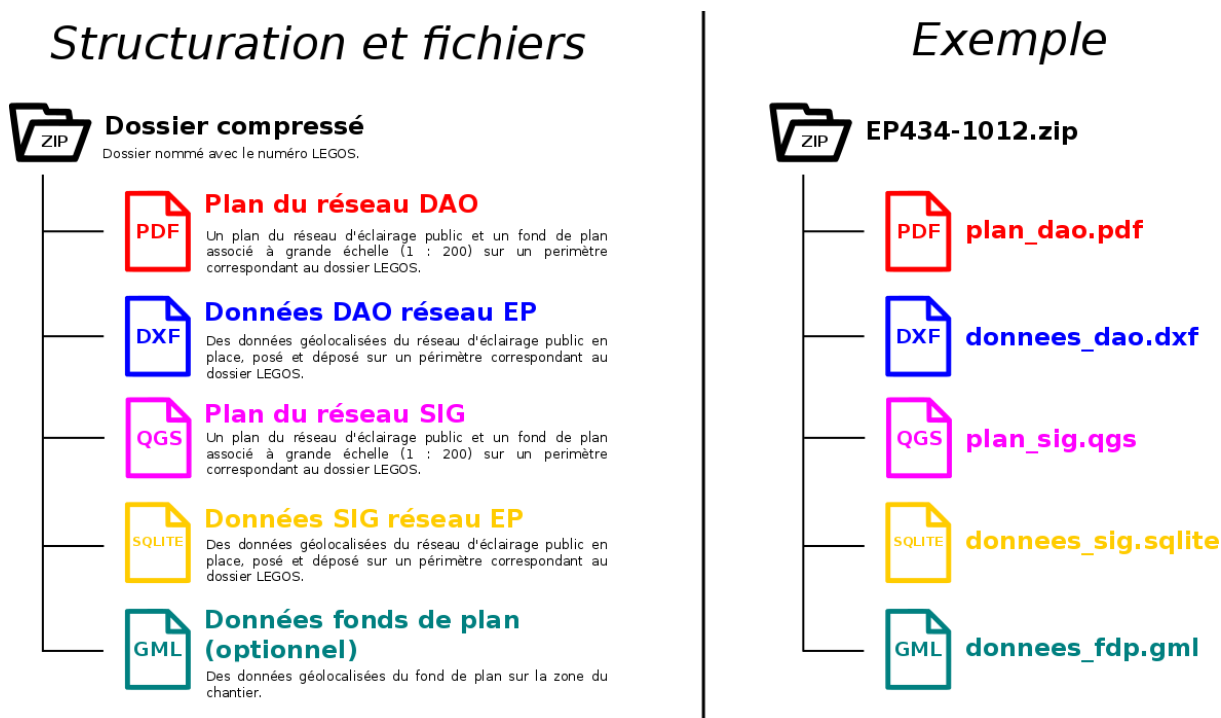 Structuration et fichiers
ZIP
Dossier compressé
Dossier nommé avec le numéro LEGOS.
PDF
Plan du réseau DAO
Un plan du réseau d'éclairage public et un fond de plan
associé à grande échelle (1 : 200) sur un perimètre
correspondant au dossier LEGOS.
DXF
Données DAO réseau EP
Des données géolocalisées du réseau d'éclairage public en
place, posé et déposé sur un périmètre correspondant au
dossier LEGOS.
QGS
Plan du réseau SIG
Un plan du réseau d'éclairage public et un fond de plan
associé à grande échelle (1 : 200) sur un perimètre
correspondant au dossier LEGOS.
SQLITE
Données SIG réseau EP
Des données géolocalisées du réseau d'éclairage public en
place, posé et déposé sur un périmètre correspondant au
dossier LEGOS.
GML
Données fonds de plan
(optionnel)
Des données géolocalisées du fond de plan sur la zone du
chantier.
Exemple
ZIP
EP434-1012.zip
PDF
plan_dao.pdf
DXF
donnees_dao.dxf
QGS
plan_sig.qgs
SQLITE
donnees_sig.sqlite
GML
donnees_fdp.gml